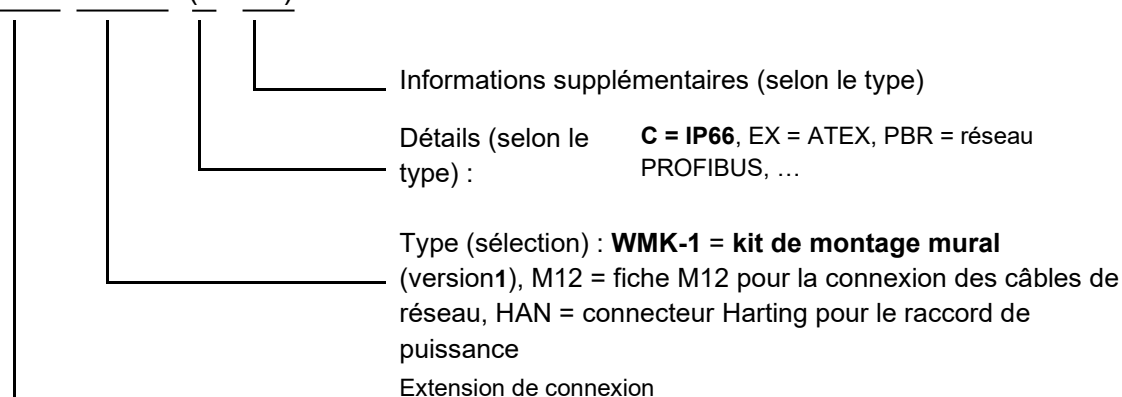 Informations supplémentaires (selon le type)
Détails (selon le type) :
C = IP66, EX = ATEX, PBR = réseau PROFIBUS, …
Type (sélection) : WMK-1 = kit de montage mural
(version1), M12 = fiche M12 pour la connexion des câbles de
réseau, HAN = connecteur Harting pour le raccord de
puissance
Extension de connexion